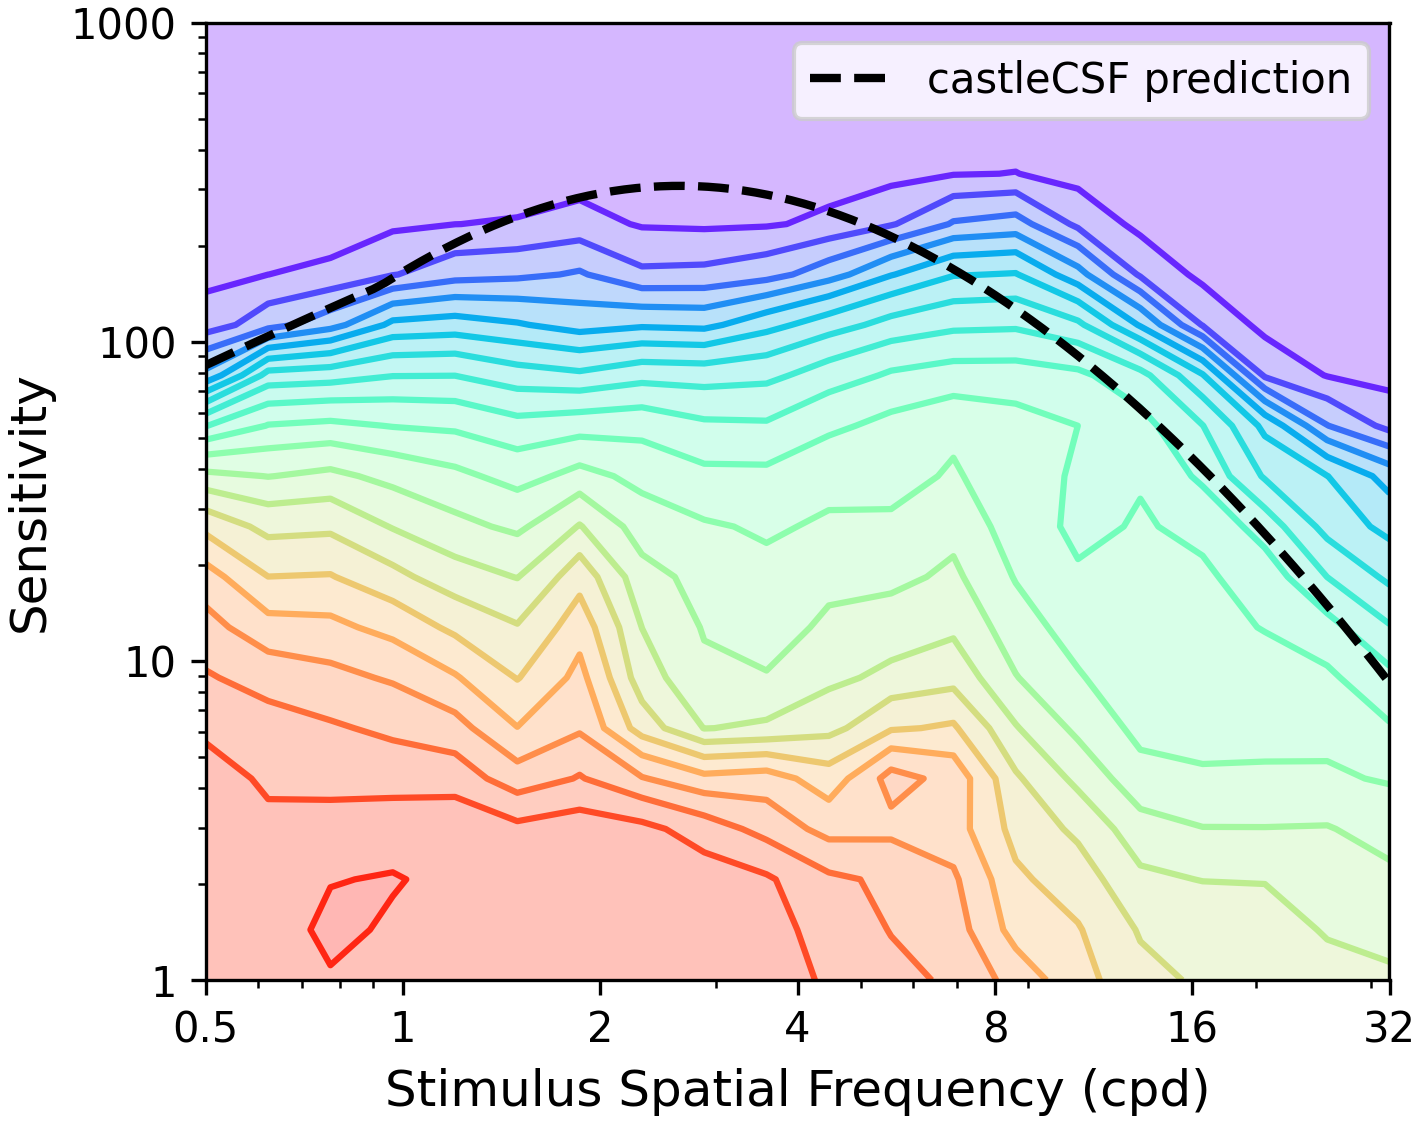 1000
100
10
1
Sensitivity
castleCSF prediction
0.5 1 2 4 8 16 32
Stimulus Spatial Frequency (cpd)